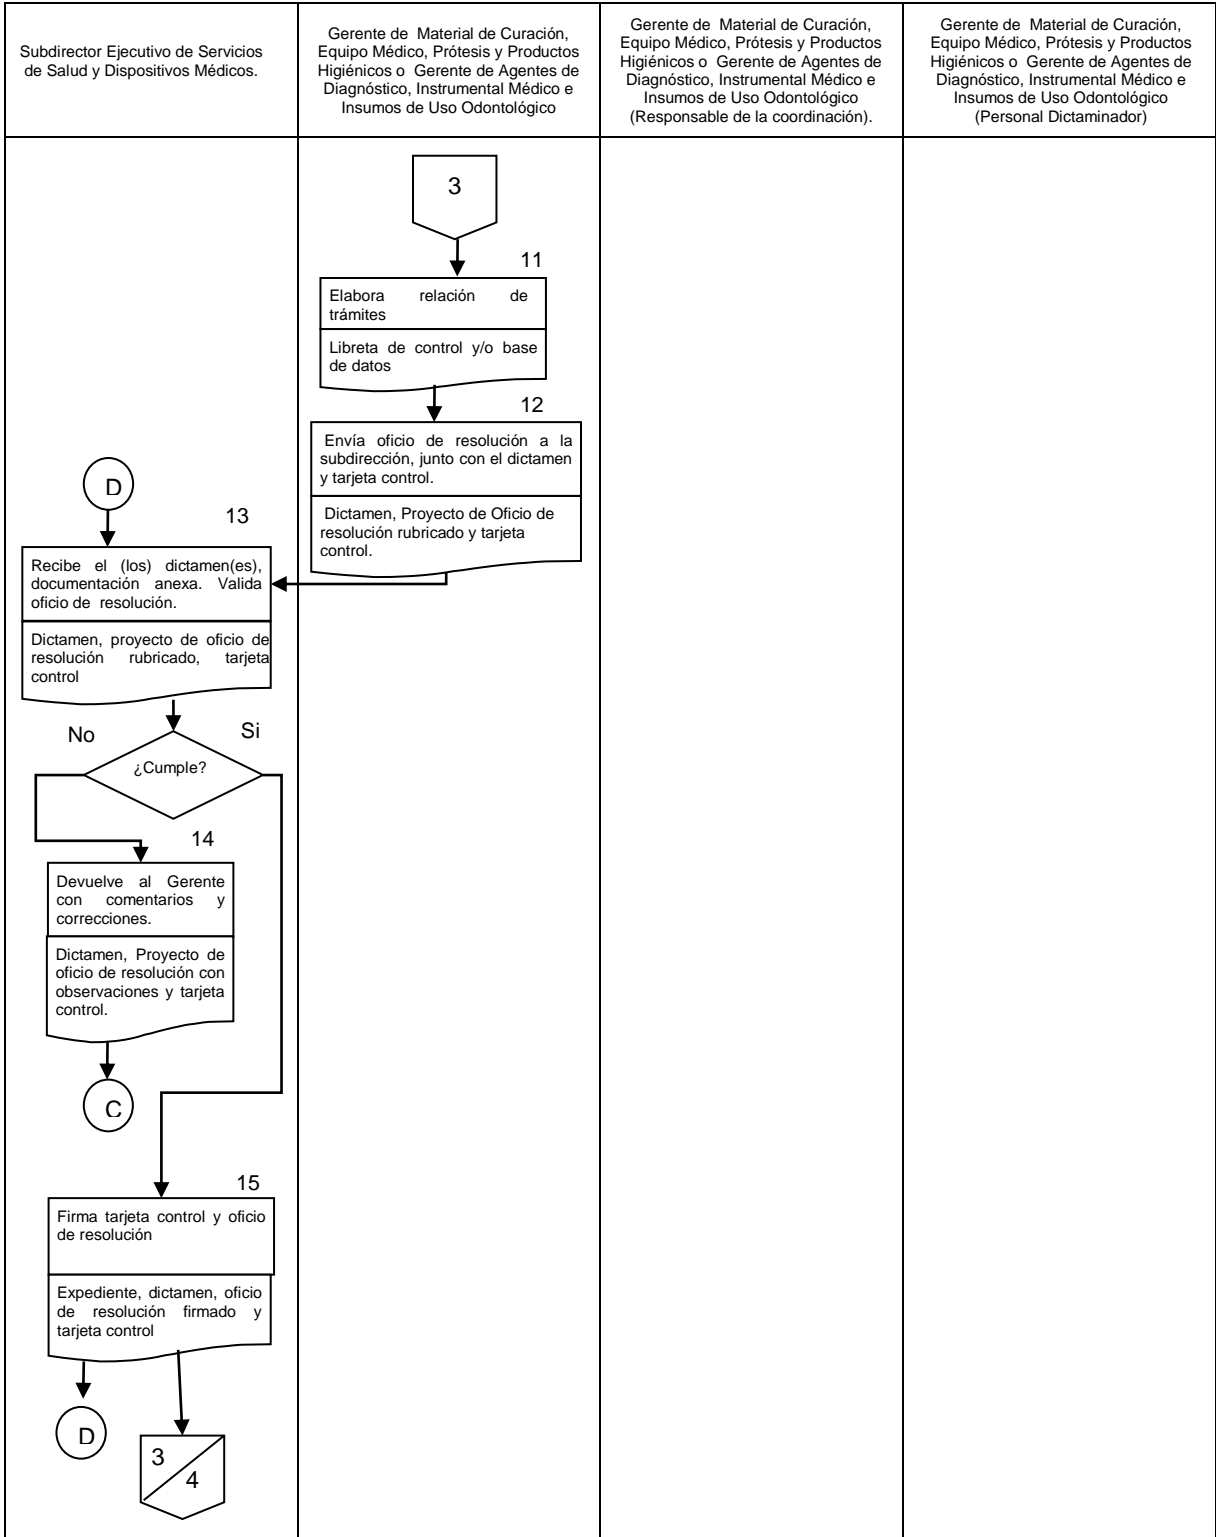 Subdirector Ejecutivo de Servicios
de Salud y Dispositivos Médicos.
Gerente de Material de Curación,
Equipo Médico, Prótesis y Productos
Higiénicos o Gerente de Agentes de
Diagnóstico, Instrumental Médico e
Insumos de Uso Odontológico
Gerente de Material de Curación,
Equipo Médico, Prótesis y Productos
Higiénicos o Gerente de Agentes de
Diagnóstico, Instrumental Médico e
Insumos de Uso Odontológico
(Responsable de la coordinación).
Gerente de Material de Curación,
Equipo Médico, Prótesis y Productos
Higiénicos o Gerente de Agentes de
Diagnóstico, Instrumental Médico e
Insumos de Uso Odontológico
(Personal Dictaminador)
3
11
Elabora relación de
trámites
Libreta de control y/o base
de datos
12
Envía oficio de resolución a la
subdirección, junto con el dictamen
y tarjeta control.
Dictamen, Proyecto de Oficio de
resolución rubricado y tarjeta
control.
D
13
Recibe el (los) dictamen(es),
documentación anexa. Valida
oficio de resolución.
Dictamen, proyecto de oficio de
resolución rubricado, tarjeta
control
No
Si
¿Cumple?
14
Devuelve al Gerente
con comentarios y
correcciones.
Dictamen, Proyecto de
oficio de resolución con
observaciones y tarjeta
control.
C
15
Firma tarjeta control y oficio
de resolución
Expediente, dictamen, oficio
de resolución firmado y
tarjeta control
D
3
4